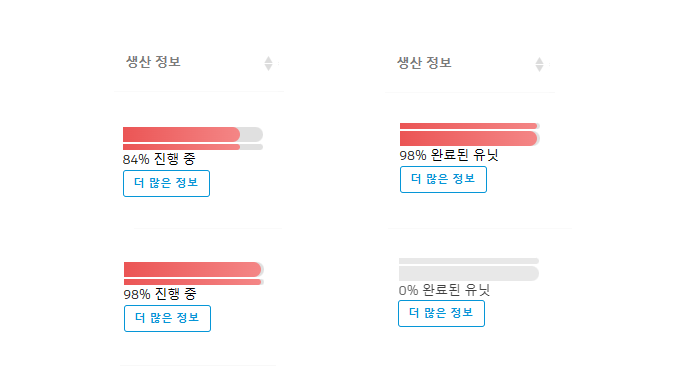 생산 정보
84% 진행 중
더 많은 정보
98% 진행 중
더 많은 정보
생산 정보
98% 완료된 유닛
더 많은 정보
0% 완료된 유닛
더 많은 정보